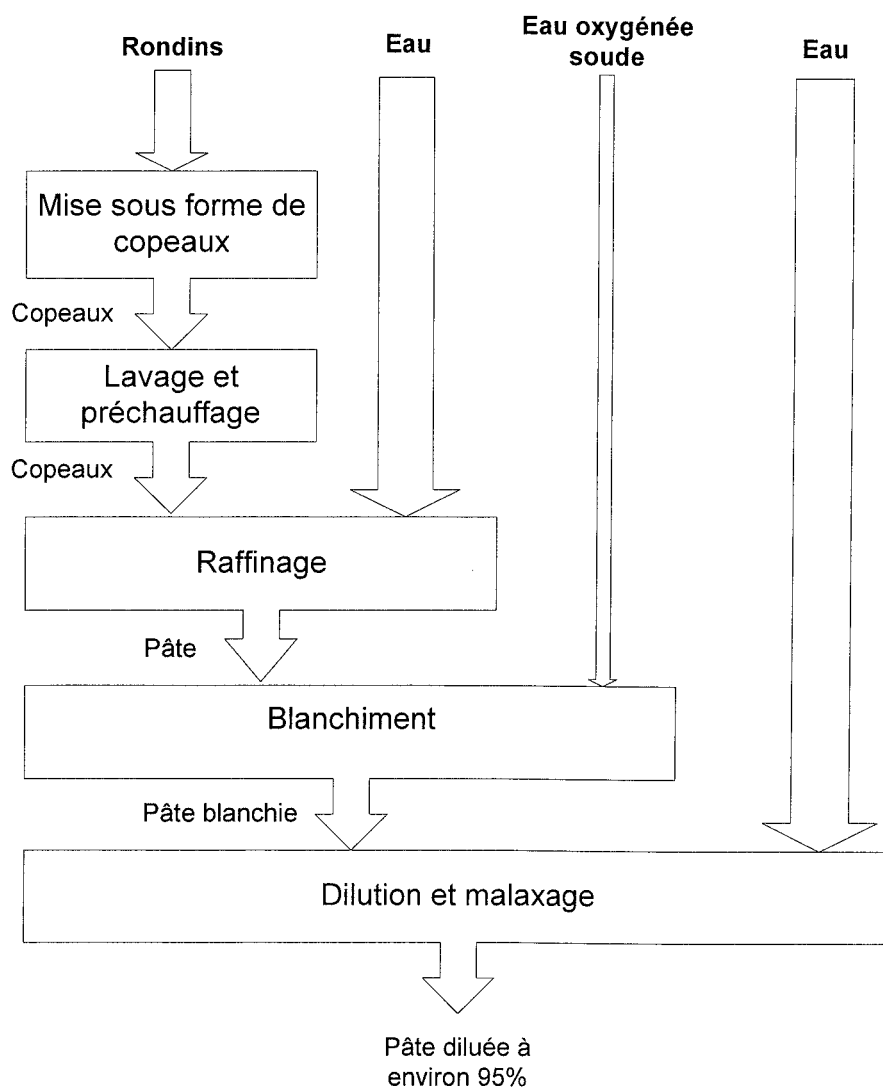 Rondins
Eau
Eau oxygénée
soude
Eau
Mise sous forme de
copeaux
Copeaux
Lavage et
préchauffage
Copeaux
Raffinage
Pâte
Blanchiment
Pâte blanchie
Dilution et malaxage
Pâte diluée à
environ 95%